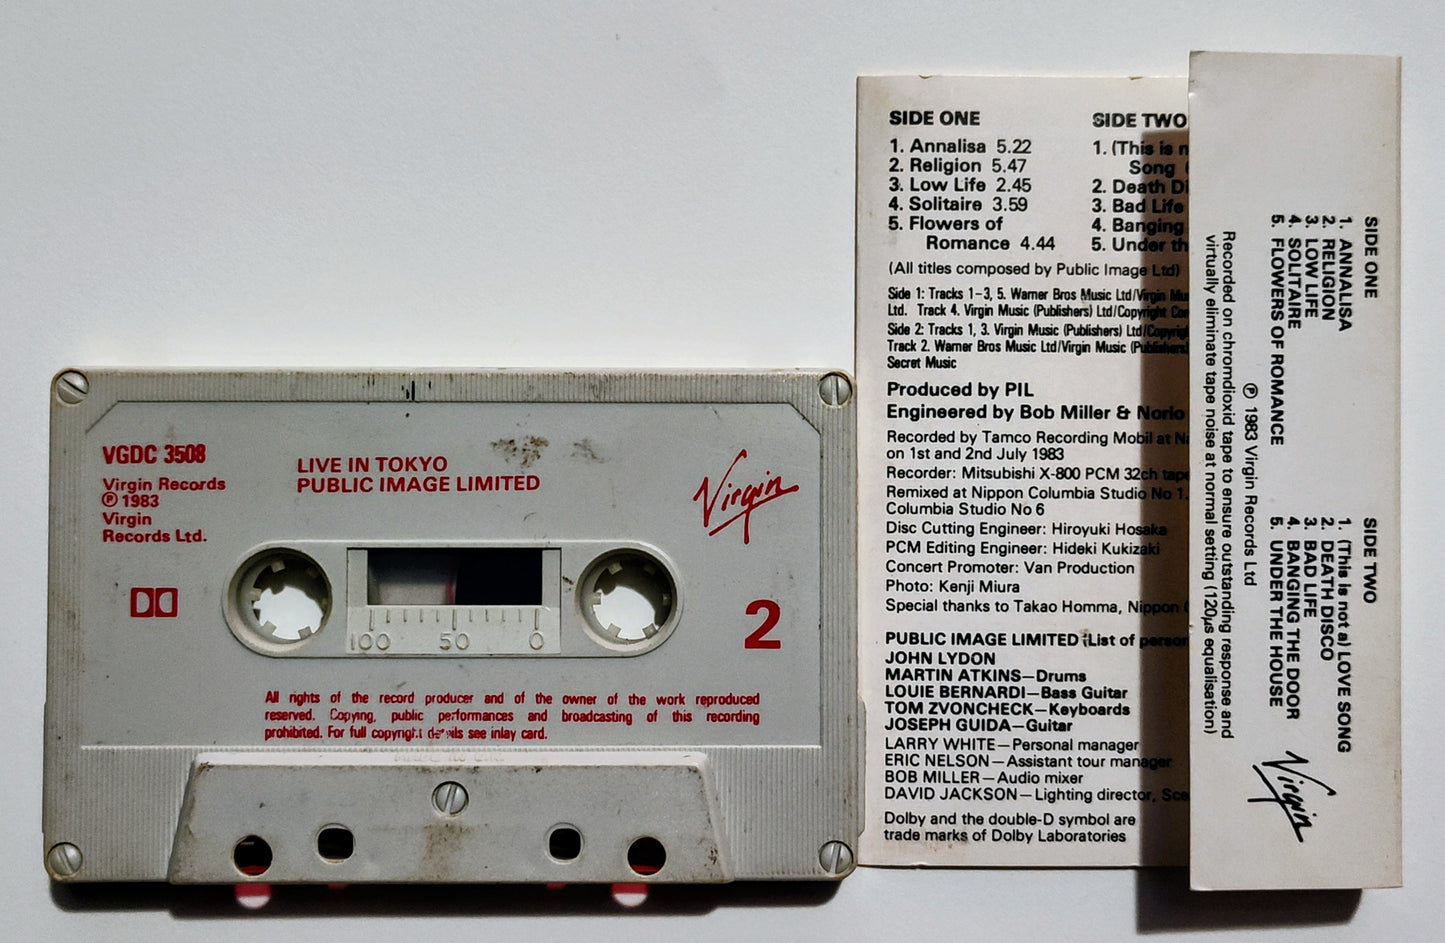 VGDC 3508
Virgin Records
℗ 1983
Virgin
Records Ltd.
LIVE IN TOKYO
PUBLIC IMAGE LIMITED
Virgin
100 50 0
2
All rights of the record producer and of the owner of the work reproduced
reserved. Copying, public performances and broadcasting of this recording
prohibited. For full copyright details see inlay card.
SIDE ONE
1. Annalisa 5.22
2. Religion 5.47
3. Low Life 2.45
4. Solitaire 3.59
5. Flowers of
Romance 4.44
SIDE TWO
1. (This is n
Song (
2. Death Di
3. Bad Life
4. Banging
5. Under th
(All titles composed by Public Image Ltd)
Side 1: Tracks 1–3, 5. Warner Bros Music Ltd/Virgin Mu
Ltd. Track 4. Virgin Music (Publishers) Ltd/Copyright Con
Side 2: Tracks 1, 3. Virgin Music (Publishers) Ltd/Copyrig
Track 2. Warner Bros Music Ltd/Virgin Music (Publishers)
Secret Music
Produced by PIL
Engineered by Bob Miller & Norio
Recorded by Tamco Recording Mobil at Na
on 1st and 2nd July 1983
Recorder: Mitsubishi X-800 PCM 32ch tape
Remixed at Nippon Columbia Studio No 1.
Columbia Studio No 6
Disc Cutting Engineer: Hiroyuki Hosaka
PCM Editing Engineer: Hideki Kukizaki
Concert Promoter: Van Production
Photo: Kenji Miura
Special thanks to Takao Homma, Nippon
PUBLIC IMAGE LIMITED (List of person
JOHN LYDON
MARTIN ATKINS—Drums
LOUIE BERNARDI—Bass Guitar
TOM ZVONCHECK—Keyboards
JOSEPH GUIDA—Guitar
LARRY WHITE—Personal manager
ERIC NELSON—Assistant tour manager
BOB MILLER—Audio mixer
DAVID JACKSON—Lighting director, Sce
Dolby and the double-D symbol are
trade marks of Dolby Laboratories
SIDE ONE
1. ANNALISA
2. RELIGION
3. LOW LIFE
4. SOLITAIRE
5. FLOWERS OF ROMANCE
SIDE TWO
1. (This is not a) LOVE SONG
2. DEATH DISCO
3. BAD LIFE
4. BANGING THE DOOR
5. UNDER THE HOUSE
℗ 1983 Virgin Records Ltd
Recorded on chromdioxid tape to ensure outstanding response and
virtually eliminate tape noise at normal setting (120µs equalisation)
Virgin